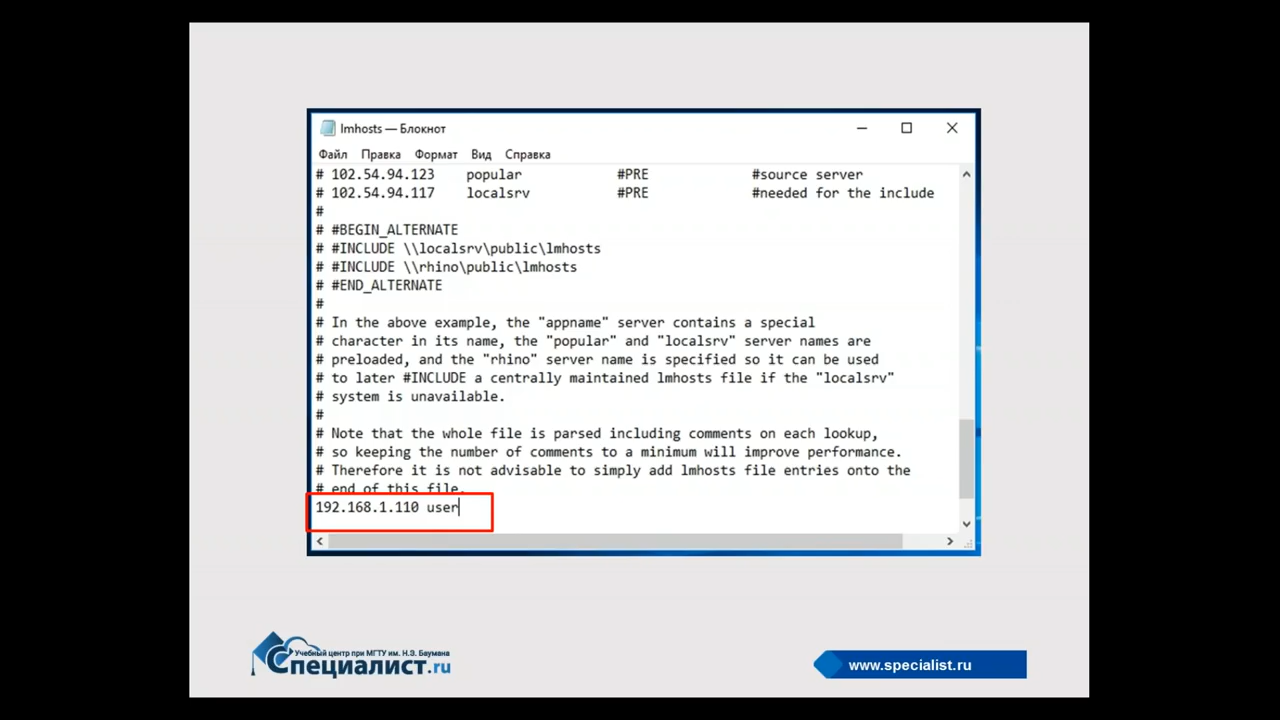 lmhosts — Блокнот
Файл Правка Формат Вид Справка
# 102.54.94.123 popular #PRE #source server
# 102.54.94.117 localsrv #PRE #needed for the include
#
# #BEGIN_ALTERNATE
# #INCLUDE \\localsrv\public\lmhosts
# #INCLUDE \\rhino\public\lmhosts
# #END_ALTERNATE
#
# In the above example, the "appname" server contains a special
# character in its name, the "popular" and "localsrv" server names are
# preloaded, and the "rhino" server name is specified so it can be used
# to later #INCLUDE a centrally maintained lmhosts file if the "localsrv"
# system is unavailable.
#
# Note that the whole file is parsed including comments on each lookup,
# so keeping the number of comments to a minimum will improve performance.
# Therefore it is not advisable to simply add lmhosts file entries onto the
# end of this file.
192.168.1.110 user
Учебный центр при МГТУ им. Н.Э. Баумана
Специалист.ru
www.specialist.ru